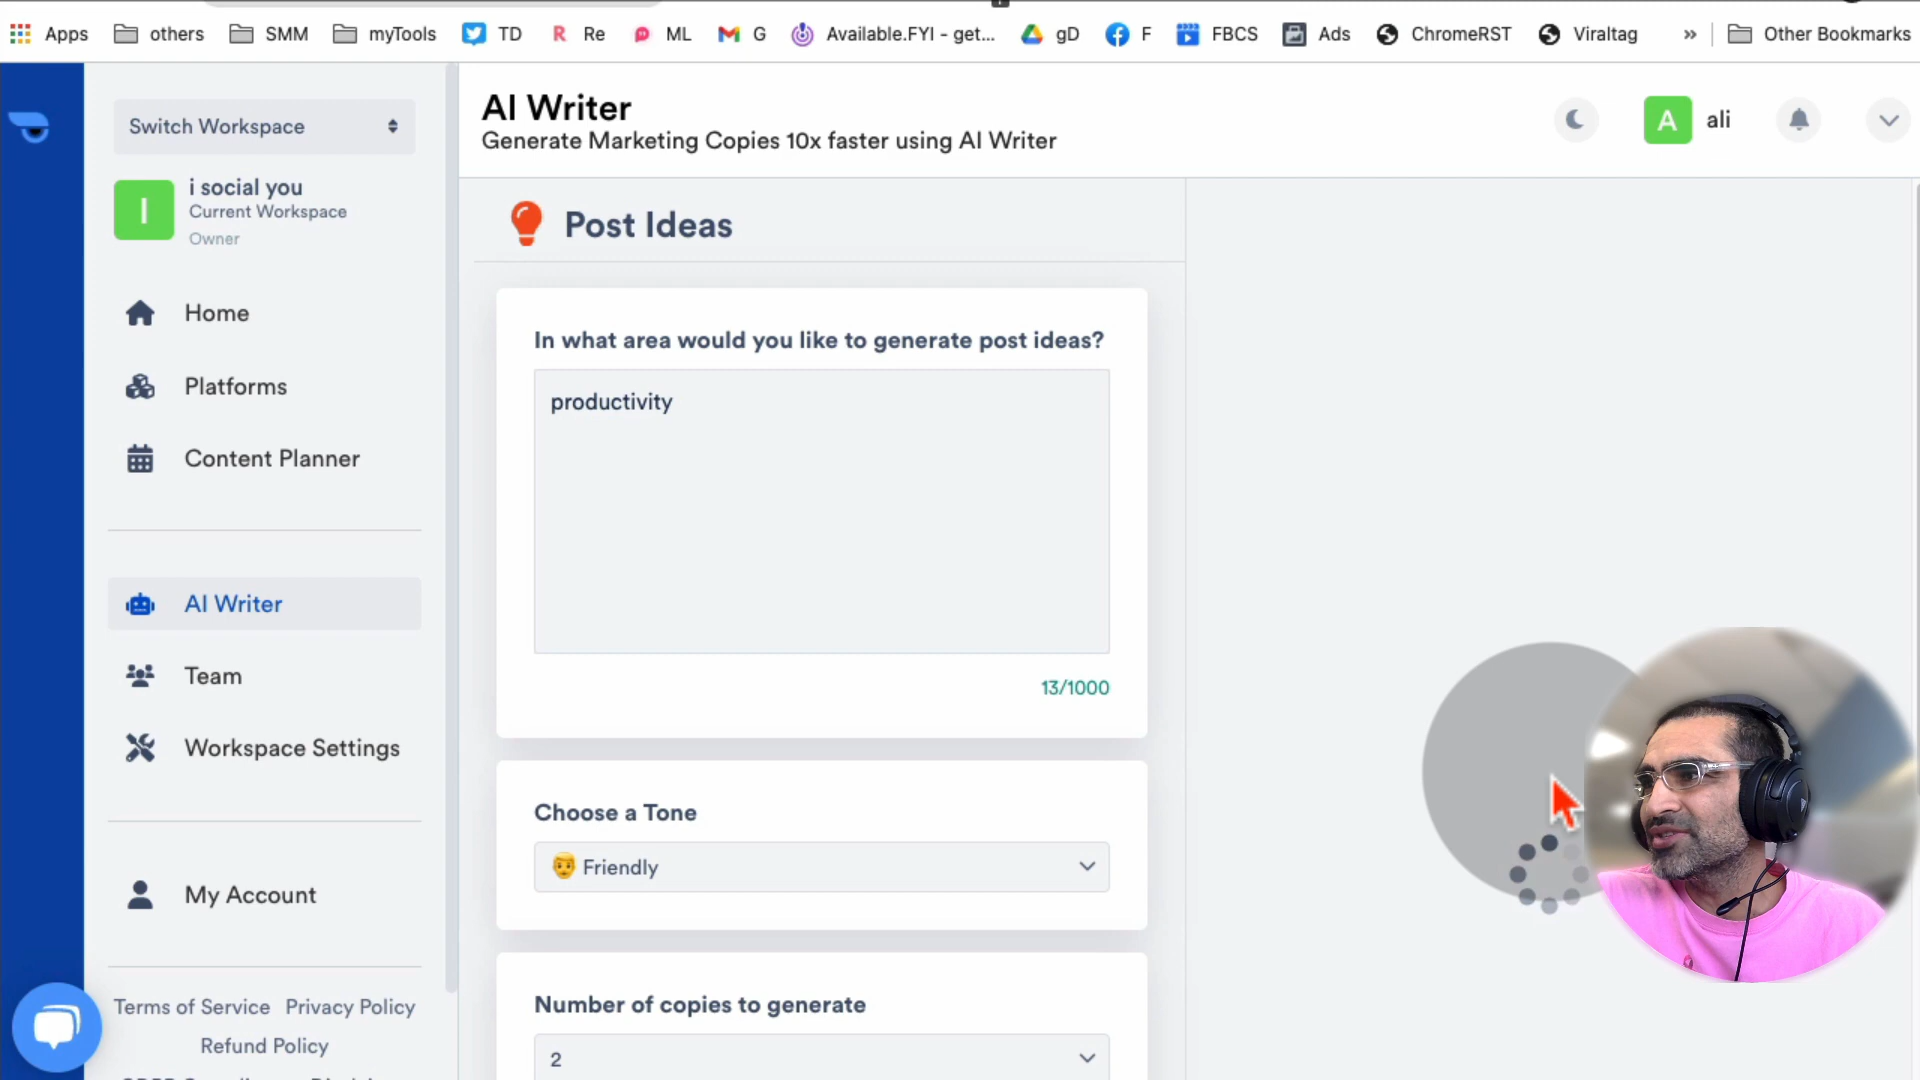 Apps others SMM myTools TD Re ML G Available.FYI - get... gD F FBCS Ads ChromeRST Viraltag » Other Bookmarks
Switch Workspace
I
i social you
Current Workspace
Owner
Home
Platforms
Content Planner
AI Writer
Team
Workspace Settings
My Account
Terms of Service Privacy Policy
Refund Policy
AI Writer
Generate Marketing Copies 10x faster using AI Writer
A ali
Post Ideas
In what area would you like to generate post ideas?
productivity
13/1000
Choose a Tone
Friendly
Number of copies to generate
2